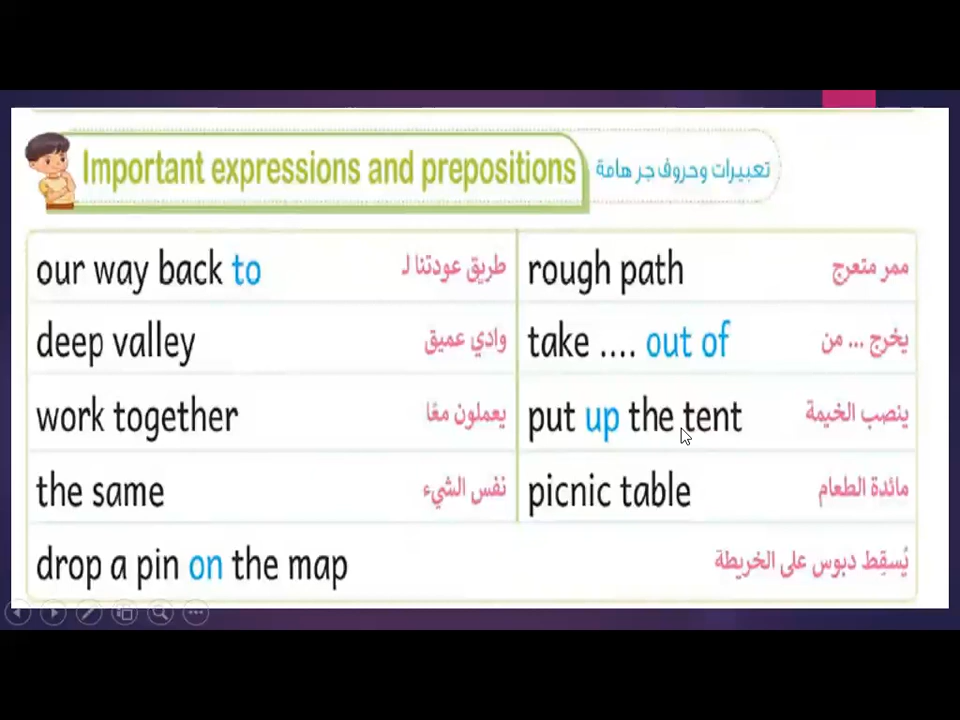 Important expressions and prepositions تعبيرات وحروف جر هامة
our way back to طريق عودتنا لـ
rough path ممر متعرج
deep valley وادي عميق
take .... out of يخرج ... من
work together يعملون معًا
put up the tent ينصب الخيمة
the same نفس الشيء
picnic table مائدة الطعام
drop a pin on the map يُسقِط دبوس على الخريطة